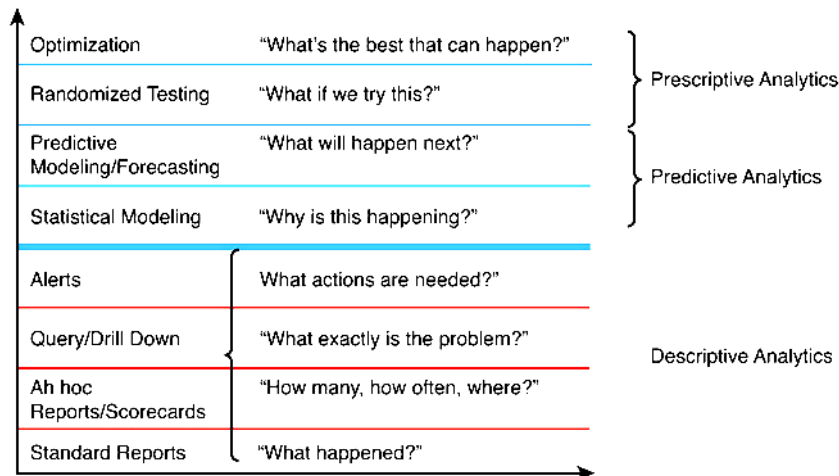 Optimization “What’s the best that can happen?”
Prescriptive Analytics
Randomized Testing “What if we try this?”
Predictive “What will happen next?”
Modeling/Forecasting
Predictive Analytics
Statistical Modeling “Why is this happening?”
Alerts What actions are needed?”
Query/Drill Down “What exactly is the problem?”
Descriptive Analytics
Ah hoc “How many, how often, where?”
Reports/Scorecards
Standard Reports “What happened?”